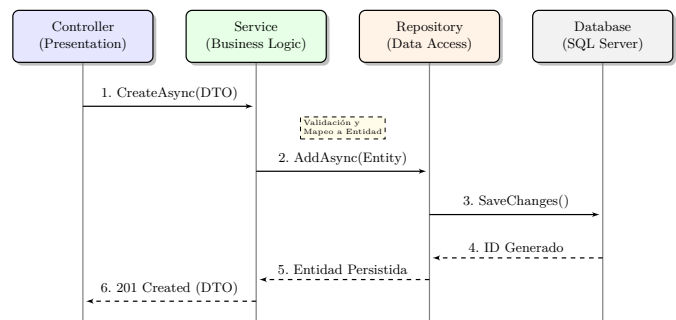 Controller
(Presentation)
Service
(Business Logic)
Repository
(Data Access)
Database
(SQL Server)
1. CreateAsync(DTO)
Validación y
Mapeo a Entidad
2. AddAsync(Entity)
3. SaveChanges()
4. ID Generado
5. Entidad Persistida
6. 201 Created (DTO)